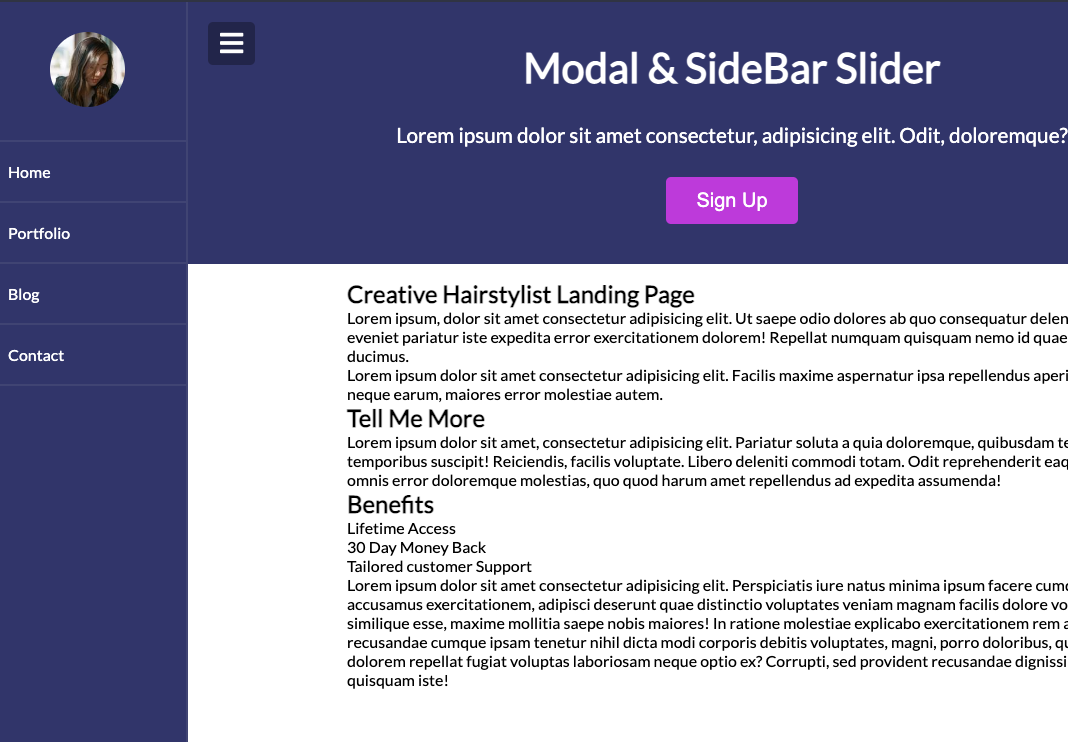 Home
Portfolio
Blog
Contact
Modal & SideBar Slider
Lorem ipsum dolor sit amet consectetur, adipisicing elit. Odit, doloremque?
Sign Up
Creative Hairstylist Landing Page
Lorem ipsum, dolor sit amet consectetur adipisicing elit. Ut saepe odio dolores ab quo consequatur
eveniet pariatur iste expedita error exercitationem dolorem! Repellat numquam quisquam nemo id quae
ducimus.
Lorem ipsum dolor sit amet consectetur adipisicing elit. Facilis maxime aspernatur ipsa repellendus
neque earum, maiores error molestiae autem.
Tell Me More
Lorem ipsum dolor sit amet, consectetur adipisicing elit. Pariatur soluta a quia doloremque, quibusdam
temporibus suscipit! Reiciendis, facilis voluptate. Libero deleniti commodi totam. Odit reprehenderit
omnis error doloremque molestias, quo quod harum amet repellendus ad expedita assumenda!
Benefits
Lifetime Access
30 Day Money Back
Tailored customer Support
Lorem ipsum dolor sit amet consectetur adipisicing elit. Perspiciatis iure natus minima ipsum facere
accusamus exercitationem, adipisci deserunt quae distinctio voluptates veniam magnam facilis dolore
similique esse, maxime mollitia saepe nobis maiores! In ratione molestiae explicabo exercitationem rem
recusandae cumque ipsam tenetur nihil dicta modi corporis debitis voluptates, magni, porro doloribus,
dolorem repellat fugiat voluptas laboriosam neque optio ex? Corrupti, sed provident recusandae
quisquam iste!